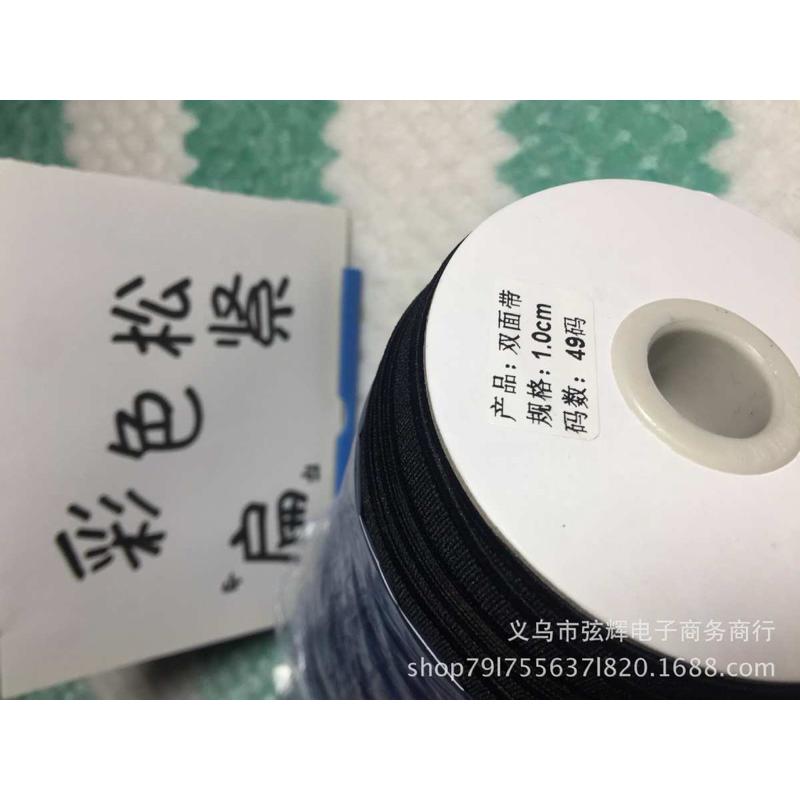 彩色松紧
“扁”
产品：双面带
规格：1.0cm
码数：49码
义乌市弦辉电子商务商行
shop79l755637l820.1688.com